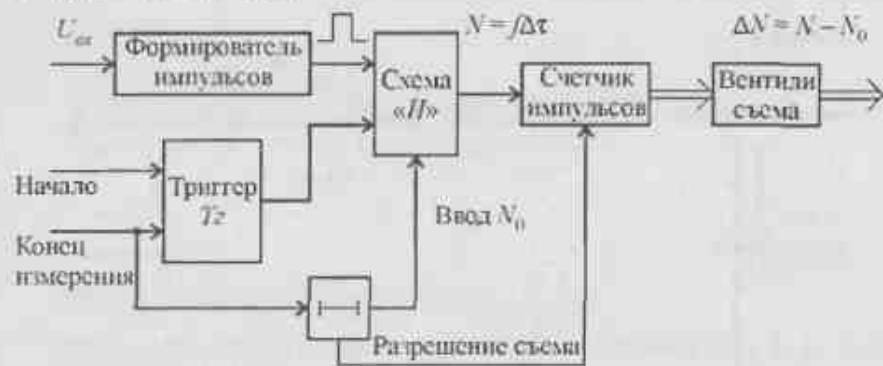 U_вх
Формирователь
импульсов
Схема
«И»
N = fΔτ
Счетчик
импульсов
ΔN = N – N₀
Вентили
съема
Начало
Триггер
Тг
Конец
измерения
Ввод N₀
Разрешение съема